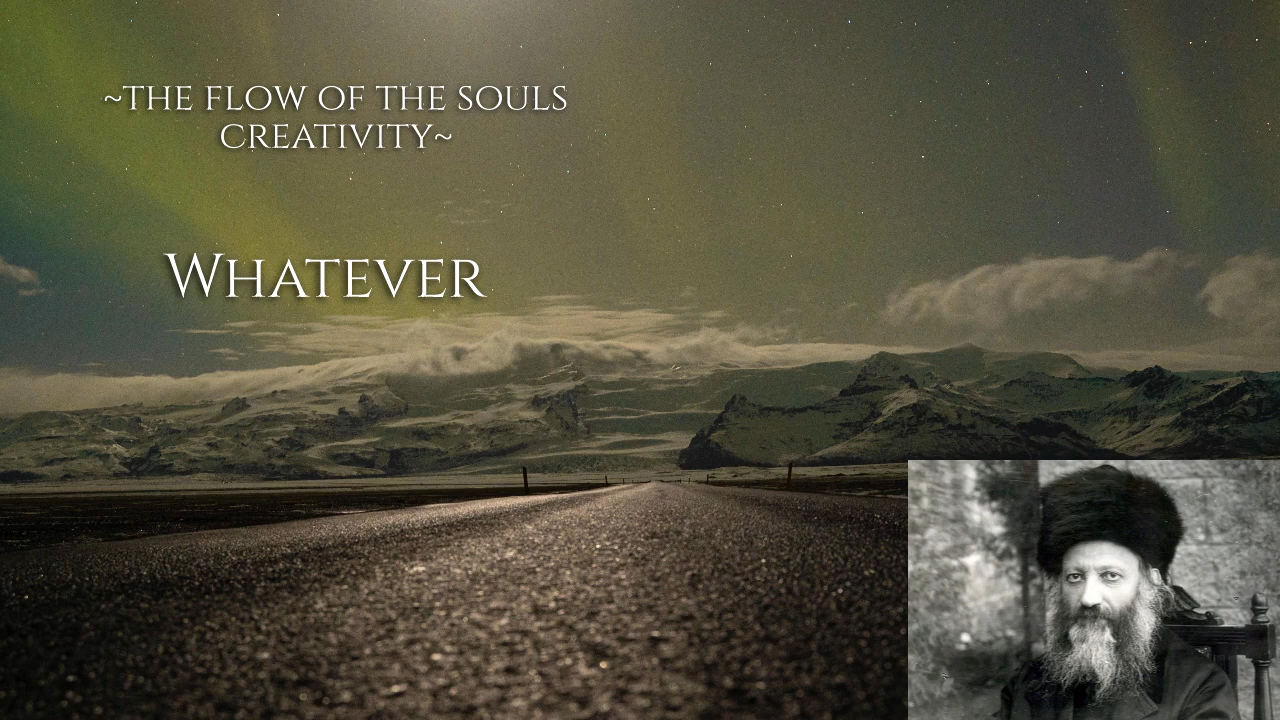 ~THE FLOW OF THE SOULS
CREATIVITY~
WHATEVER